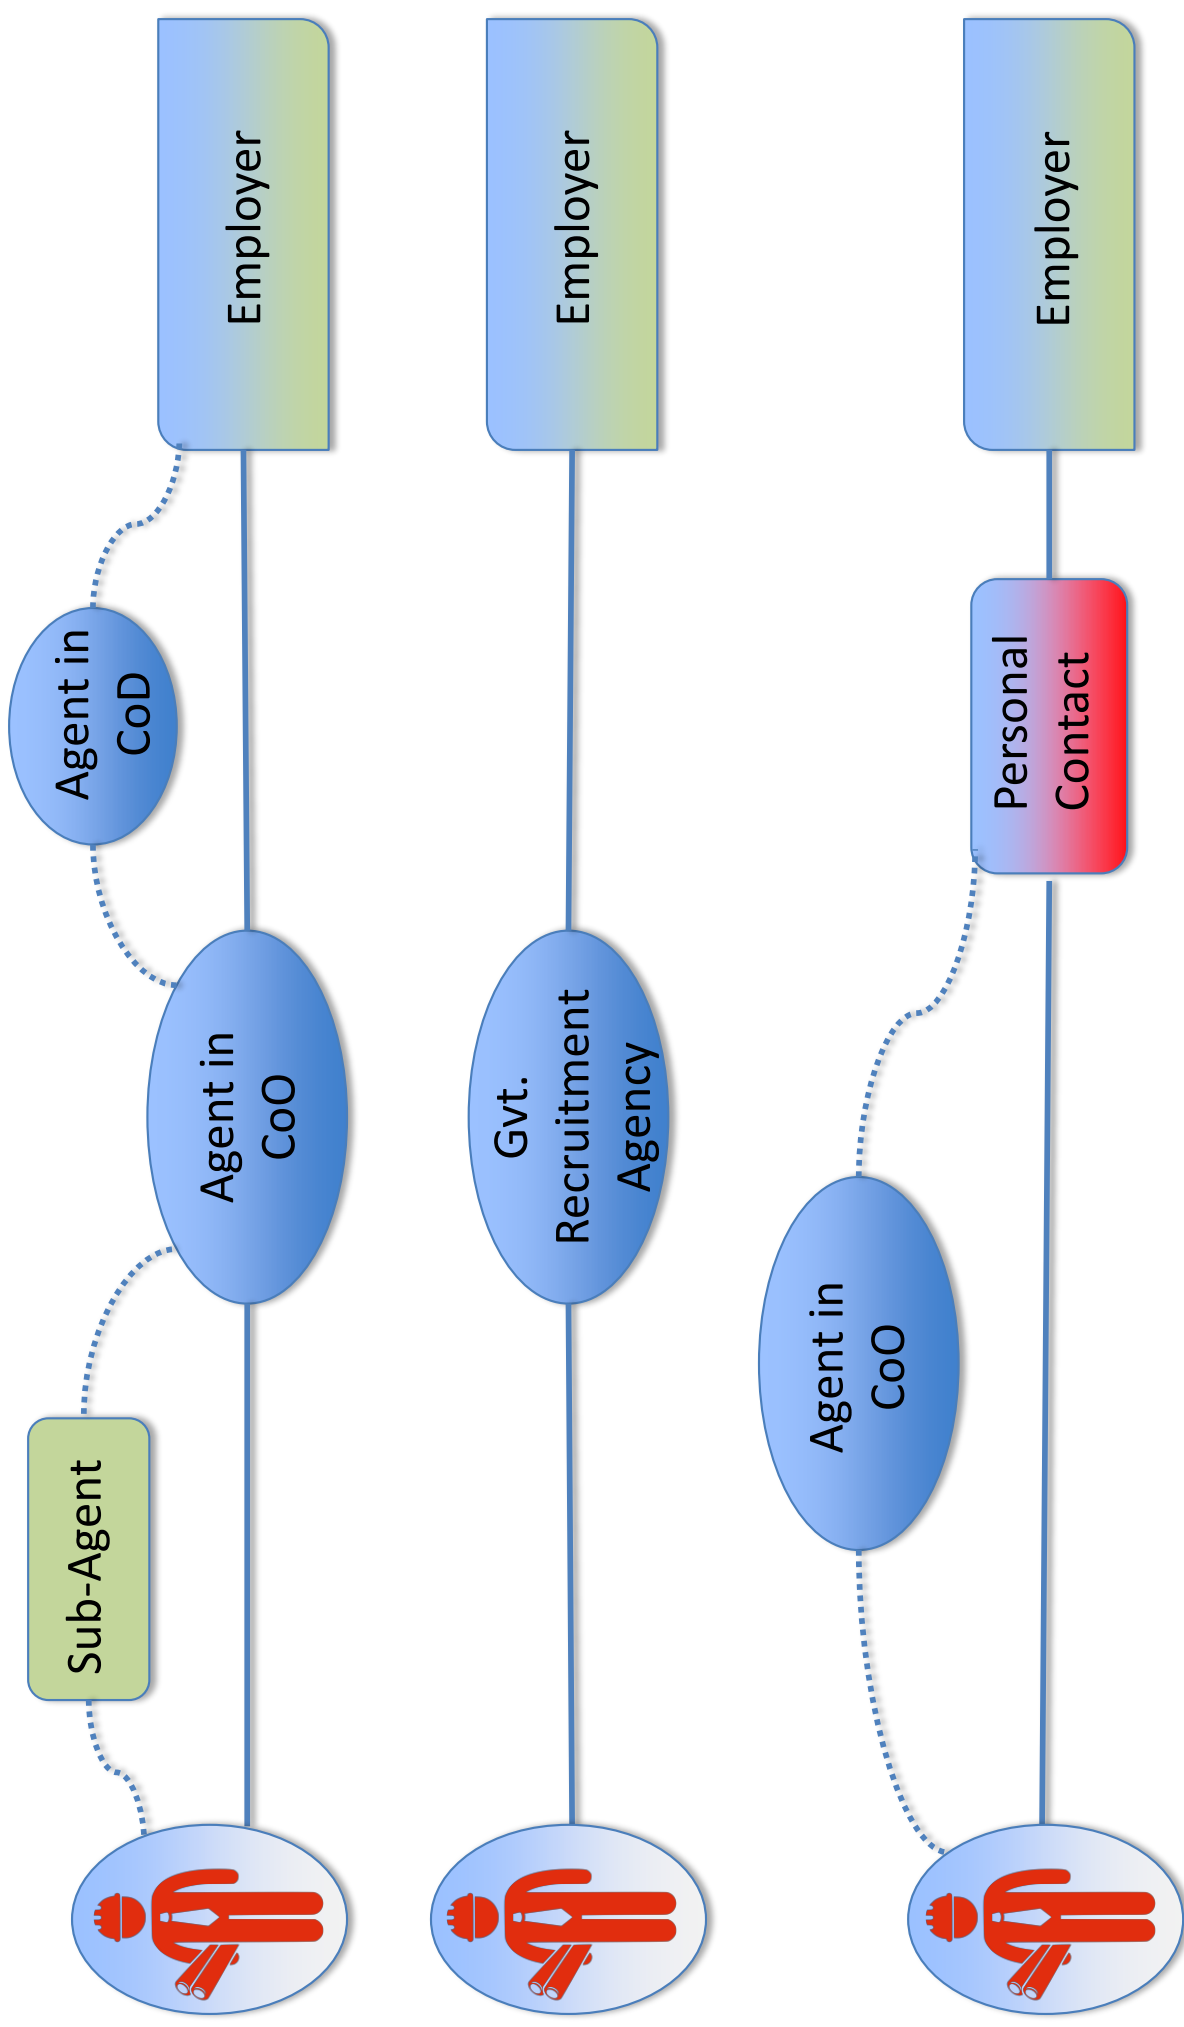 Sub-Agent
Agent in
CoO
Agent in
CoD
Employer
Gvt.
Recruitment
Agency
Employer
Agent in
CoO
Personal
Contact
Employer